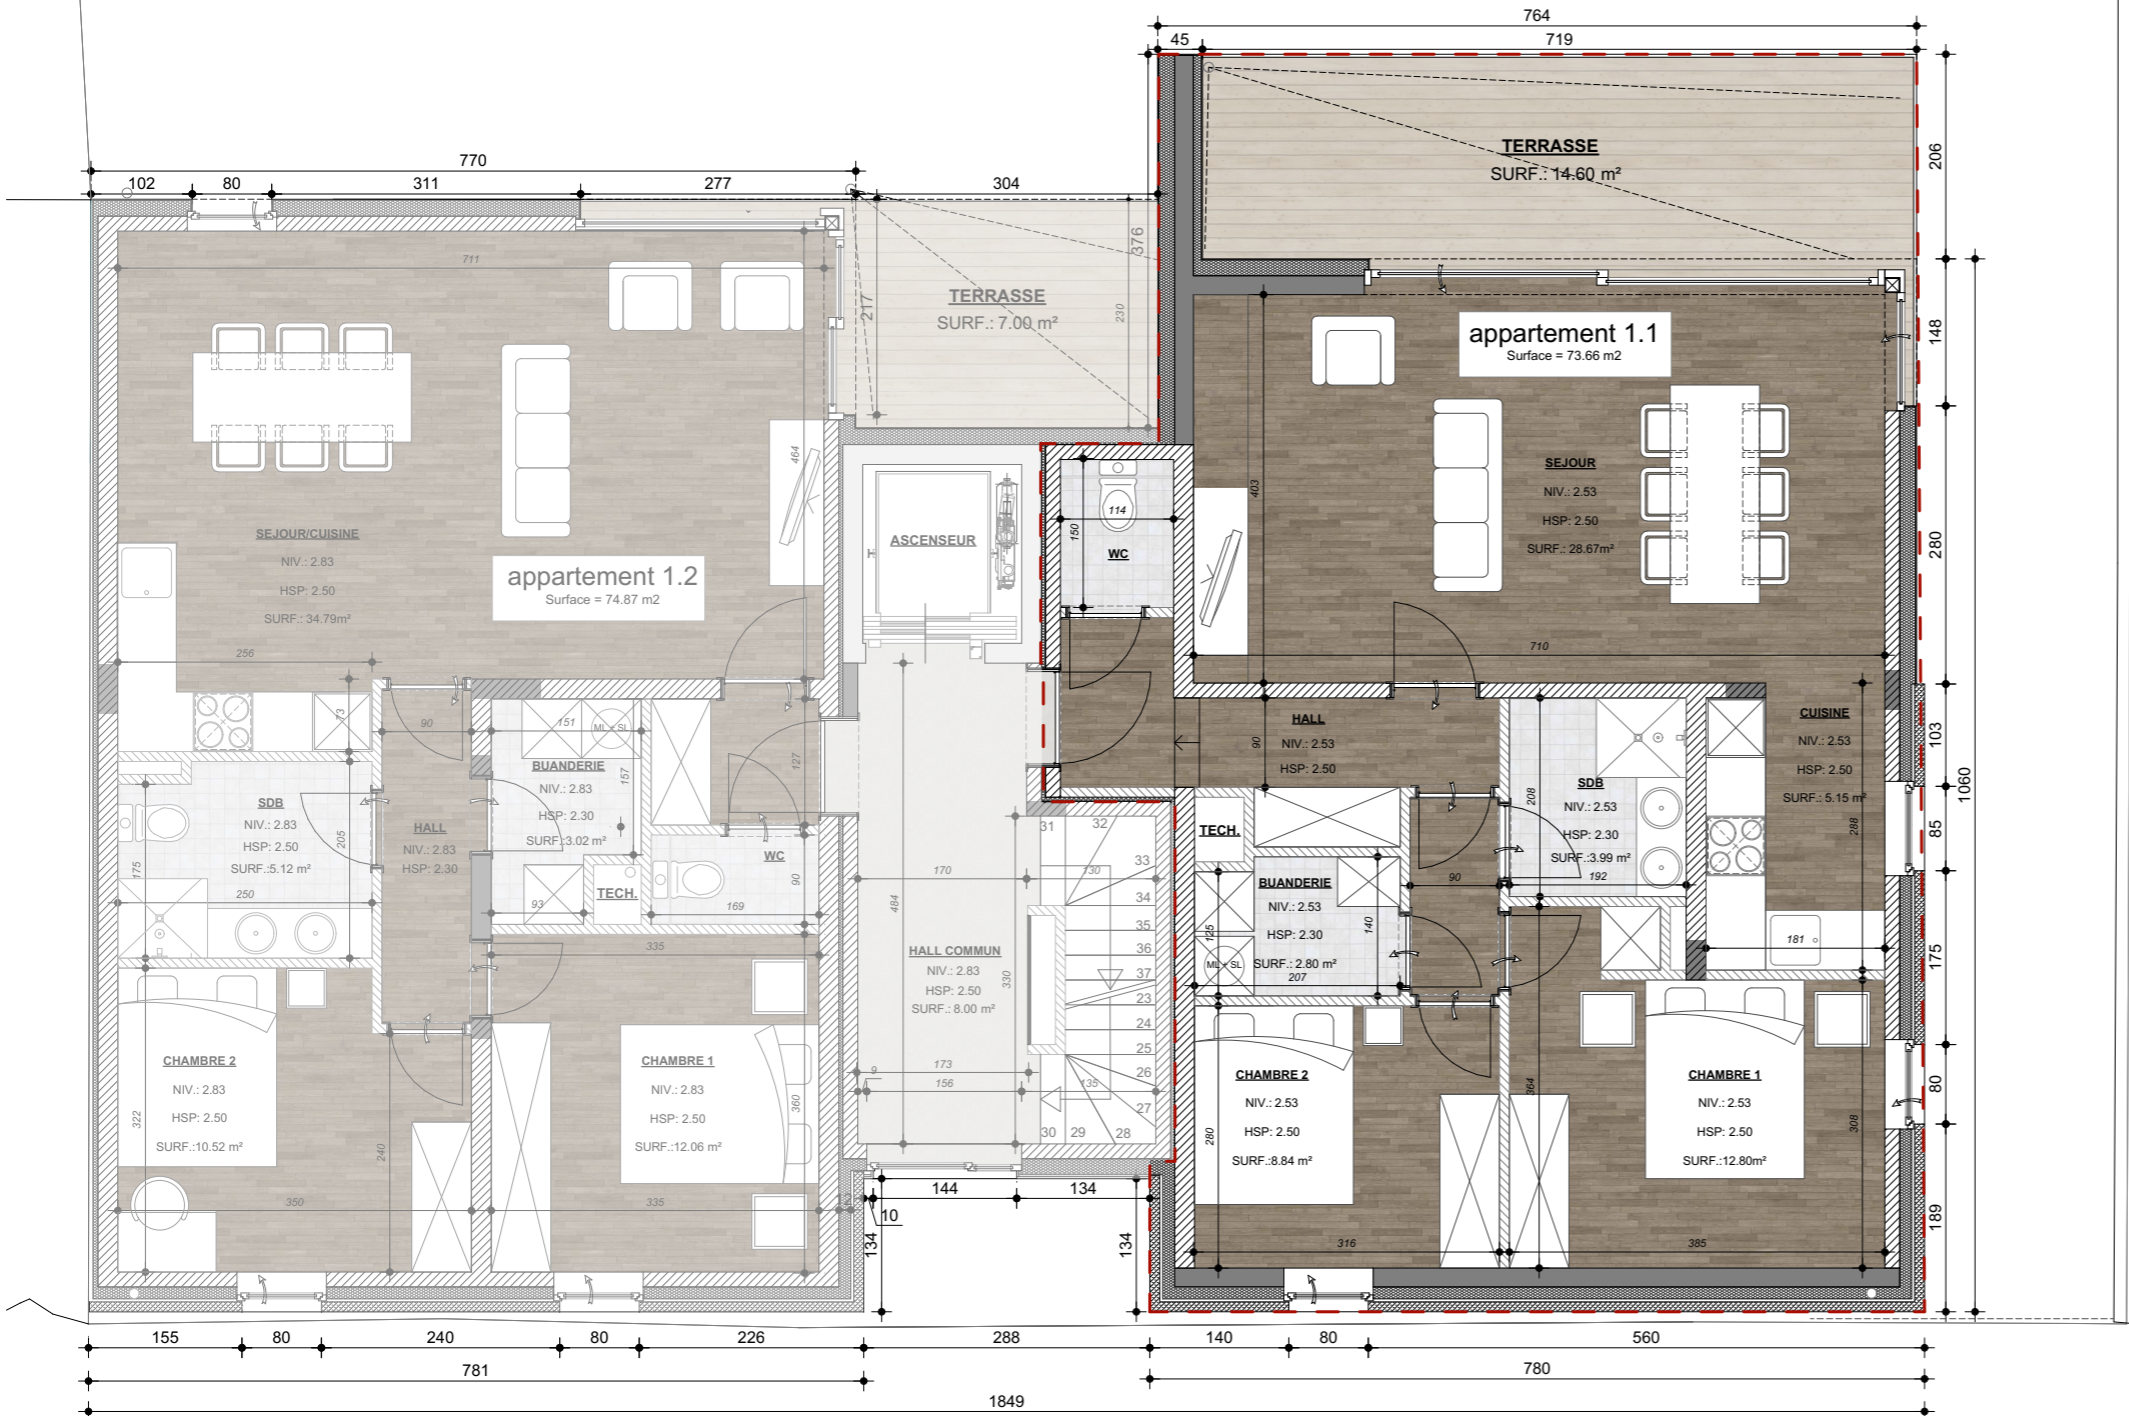 764
45
719
206
770
102
80
311
277
304
376
230
217
TERRASSE
SURF.: 14.60 m²
TERRASSE
SURF.: 7.00 m²
711
464
148
appartement 1.1
Surface = 73.66 m2
403
SEJOUR
NIV.: 2.53
HSP: 2.50
SURF.: 28.67m²
280
710
SEJOUR/CUISINE
NIV.: 2.83
HSP: 2.50
SURF.: 34.79m²
appartement 1.2
Surface = 74.87 m2
ASCENSEUR
114
150
WC
256
73
90
151
ML + SL
127
157
BUANDERIE
NIV.: 2.83
HSP: 2.30
SURF.:3.02 m²
HALL
NIV.: 2.53
HSP: 2.50
90
CUISINE
NIV.: 2.53
HSP: 2.50
SURF.: 5.15 m²
288
103
1060
85
SDB
NIV.: 2.83
HSP: 2.50
SURF.:5.12 m²
205
175
250
HALL
NIV.: 2.83
HSP: 2.30
WC
90
169
TECH.
93
SDB
NIV.: 2.53
HSP: 2.30
SURF.:3.99 m²
208
192
TECH.
BUANDERIE
NIV.: 2.53
HSP: 2.30
SURF.: 2.80 m²
ML + SL
207
125
140
90
181
175
170
130
484
31
32
33
34
35
36
37
23
24
25
26
27
28
29
30
HALL COMMUN
NIV.: 2.83
HSP: 2.50
SURF.: 8.00 m²
330
173
9
156
135
335
CHAMBRE 2
NIV.: 2.83
HSP: 2.50
SURF.:10.52 m²
322
240
350
CHAMBRE 1
NIV.: 2.83
HSP: 2.50
SURF.:12.06 m²
360
335
12
CHAMBRE 2
NIV.: 2.53
HSP: 2.50
SURF.:8.84 m²
280
316
364
CHAMBRE 1
NIV.: 2.53
HSP: 2.50
SURF.:12.80m²
308
385
80
189
144
134
10
134
134
155
80
240
80
226
288
140
80
560
781
780
1849